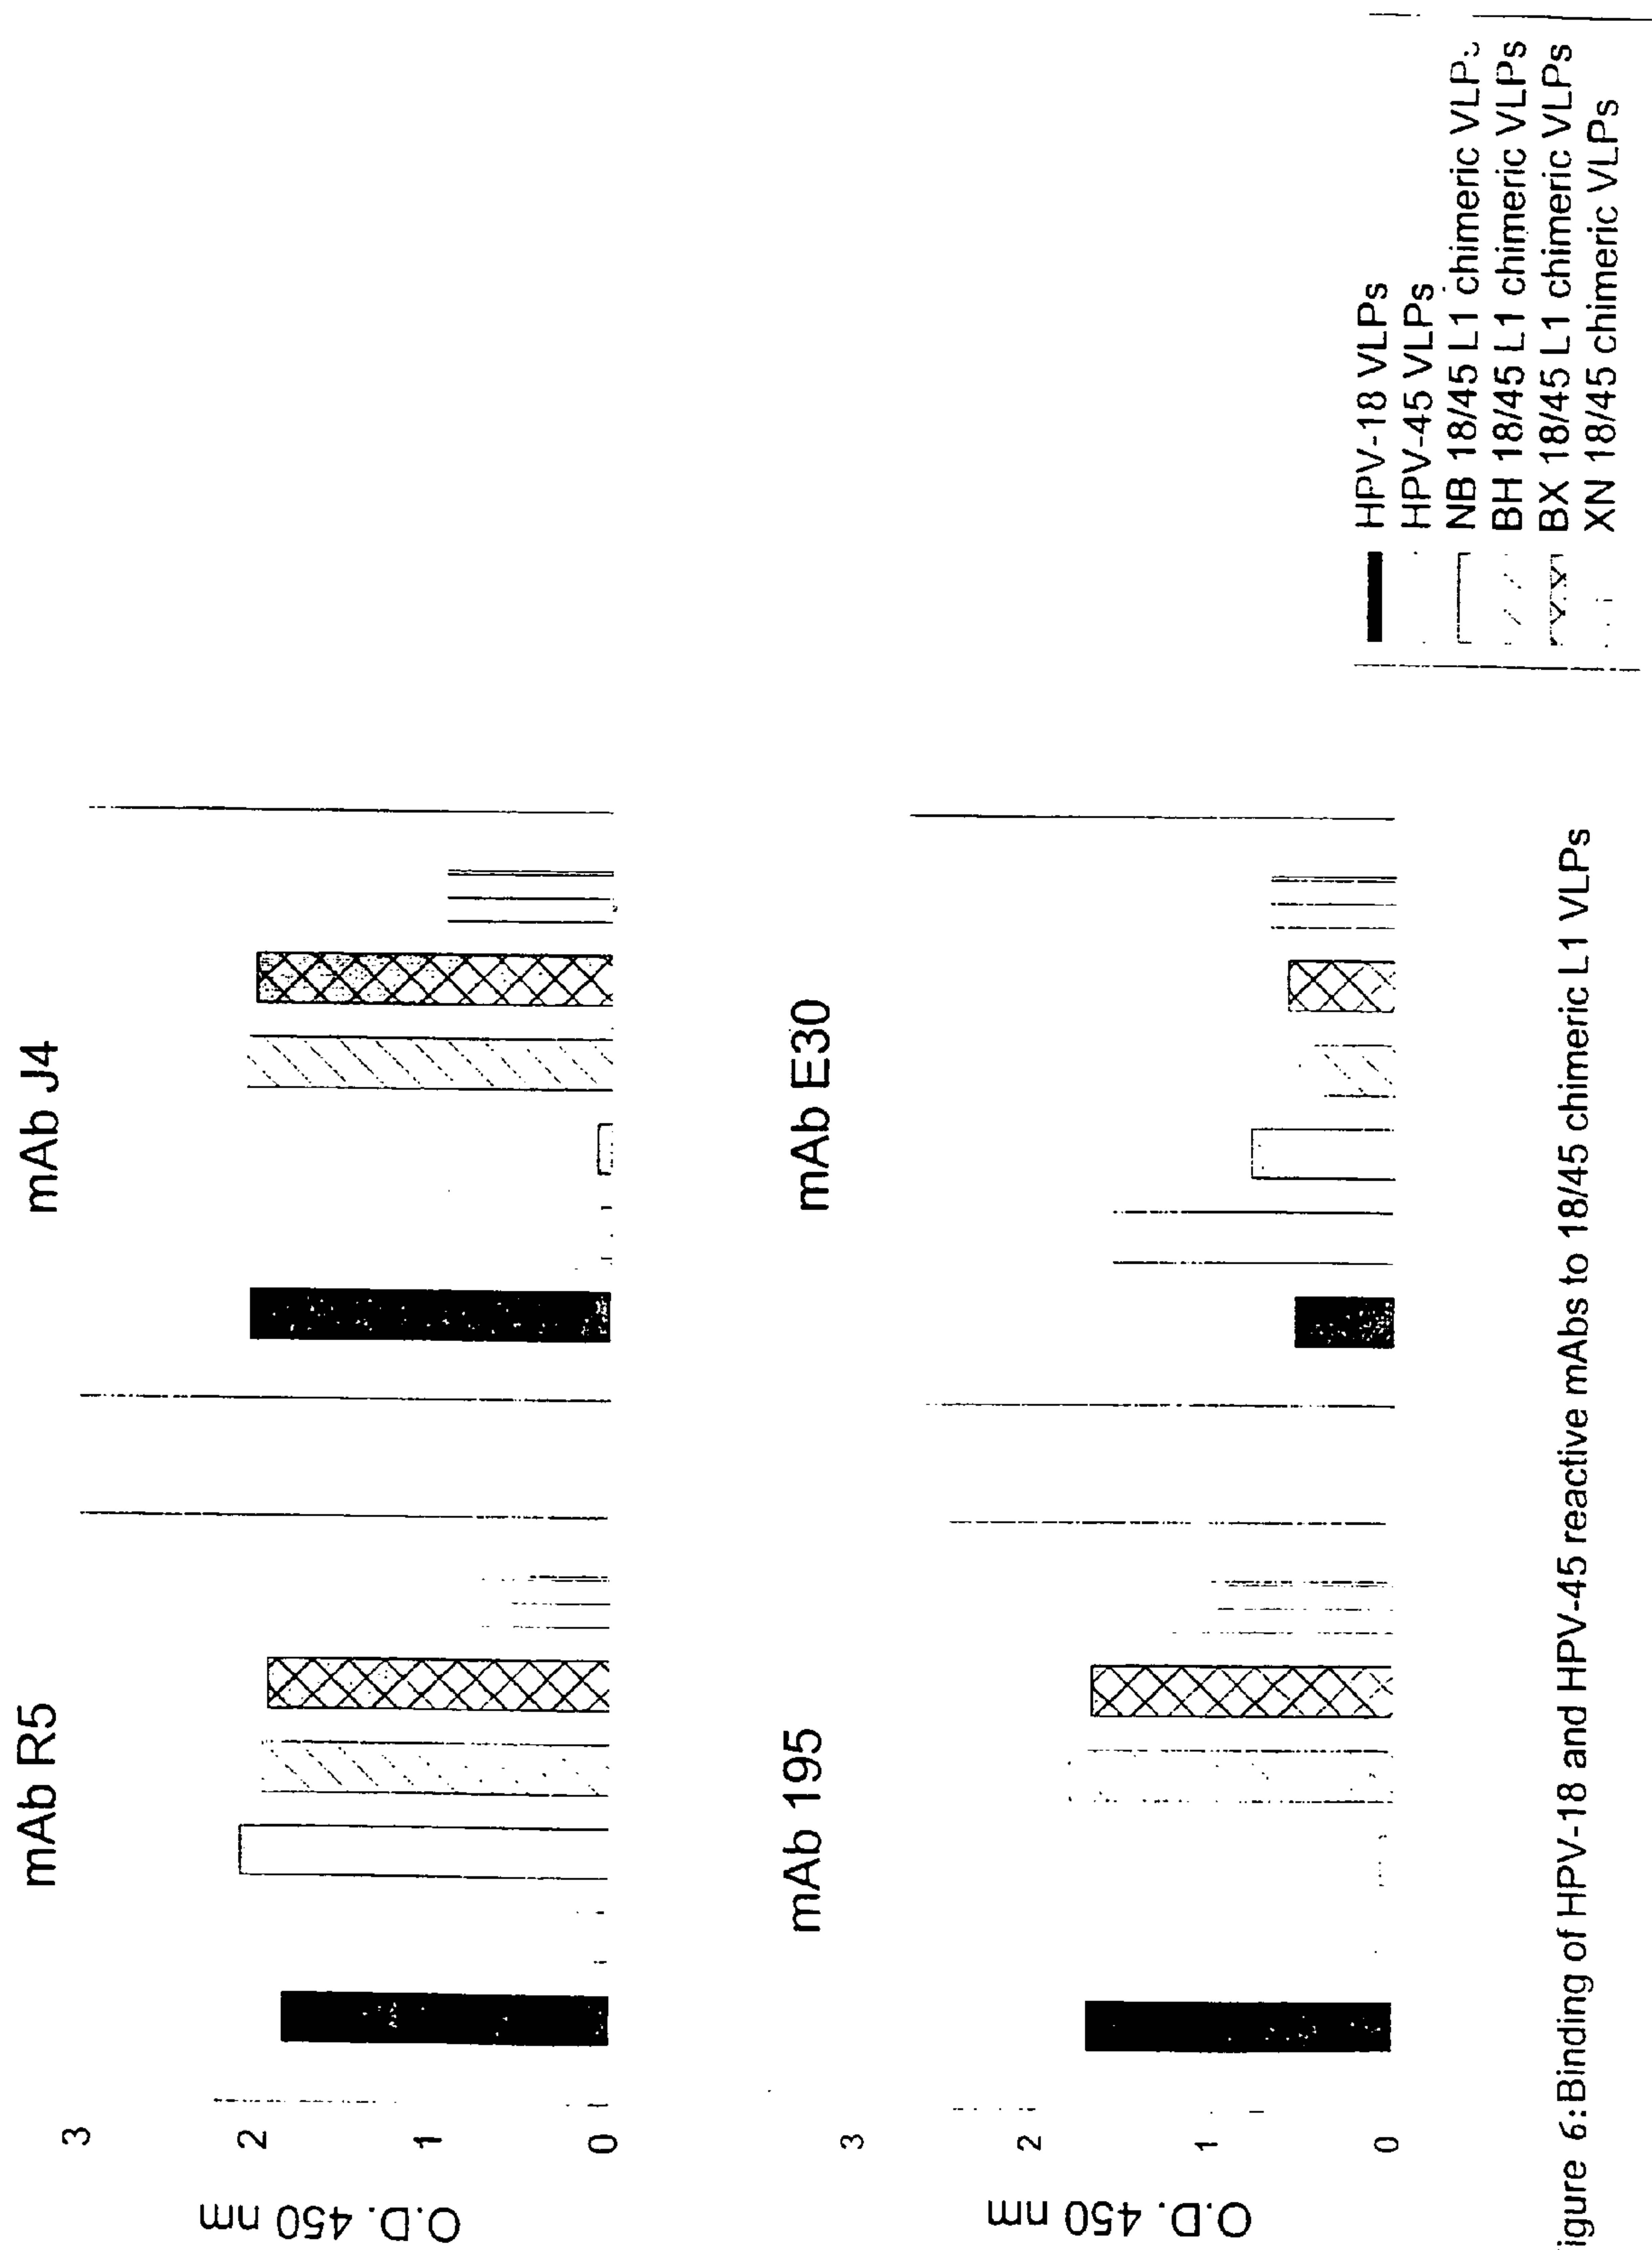 mAb R5
mAb J4
O.D. 450 nm
3
2
1
0
mAb 195
mAb E30
O.D. 450 nm
3
2
1
0
HPV-18 VLPs
HPV-45 VLPs
NB 18/45 L1 chimeric VLPs
BH 18/45 L1 chimeric VLPs
BX 18/45 L1 chimeric VLPs
XN 18/45 chimeric VLPs
igure 6:Binding of HPV-18 and HPV-45 reactive mAbs to 18/45 chimeric L1 VLPs